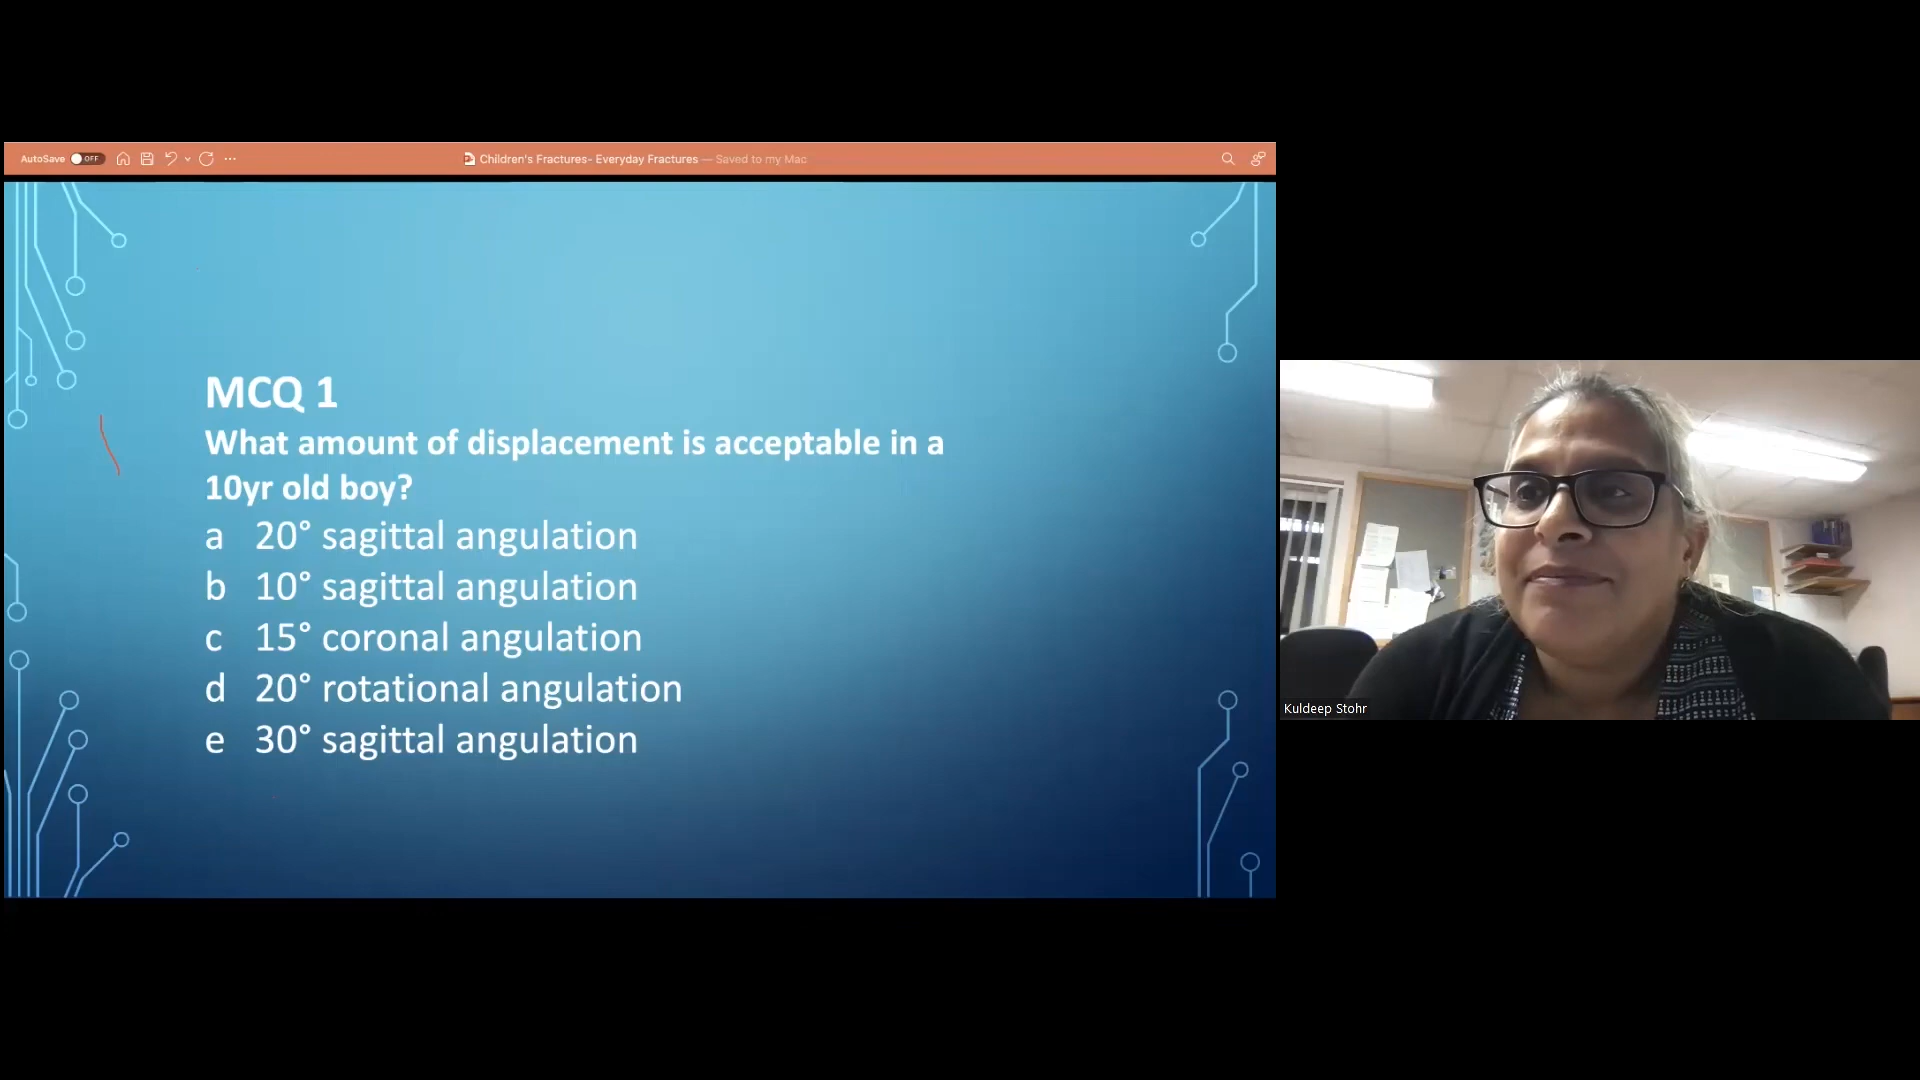 AutoSave OFF
Children's Fractures- Everyday Fractures — Saved to my Mac
MCQ 1
What amount of displacement is acceptable in a
10yr old boy?
a 20° sagittal angulation
b 10° sagittal angulation
c 15° coronal angulation
d 20° rotational angulation
e 30° sagittal angulation
Kuldeep Stohr